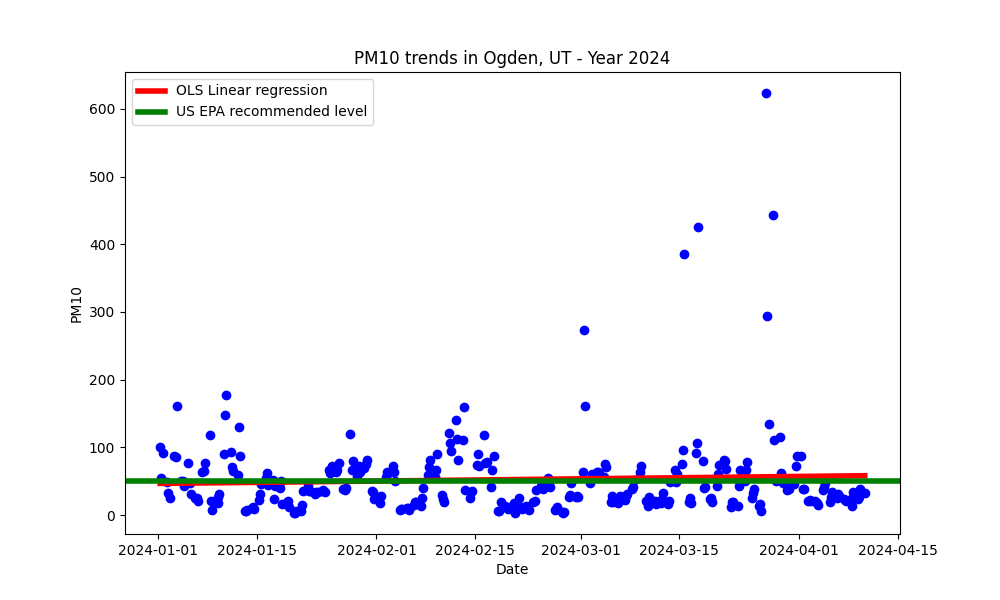 PM10 trends in Ogden, UT - Year 2024
OLS Linear regression
US EPA recommended level
600
500
400
300
200
100
0
PM10
2024-01-01 2024-01-15 2024-02-01 2024-02-15 2024-03-01 2024-03-15 2024-04-01 2024-04-15
Date